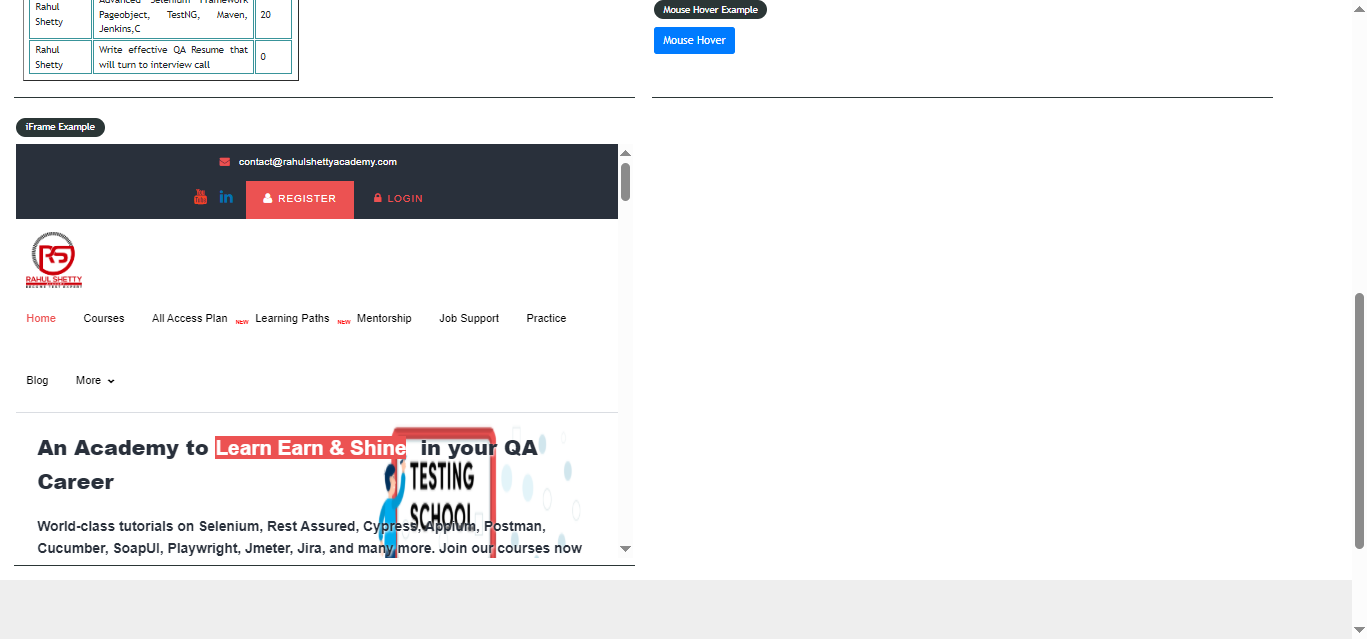 Rahul
Shetty
Advanced Selenium Framework
Pageobject, TestNG, Maven,
Jenkins,C
20
Rahul
Shetty
Write effective QA Resume that
will turn to interview call
0
Mouse Hover Example
Mouse Hover
iFrame Example
contact@rahulshettyacademy.com
REGISTER
LOGIN
RAHUL SHETTY
Home
Courses
All Access Plan
NEW
Learning Paths
NEW
Mentorship
Job Support
Practice
Blog
More
An Academy to Learn Earn & Shine in your QA
Career
TESTING
SCHOOL
World-class tutorials on Selenium, Rest Assured, Cypress, Appium, Postman,
Cucumber, SoapUI, Playwright, Jmeter, Jira, and many more. Join our courses now